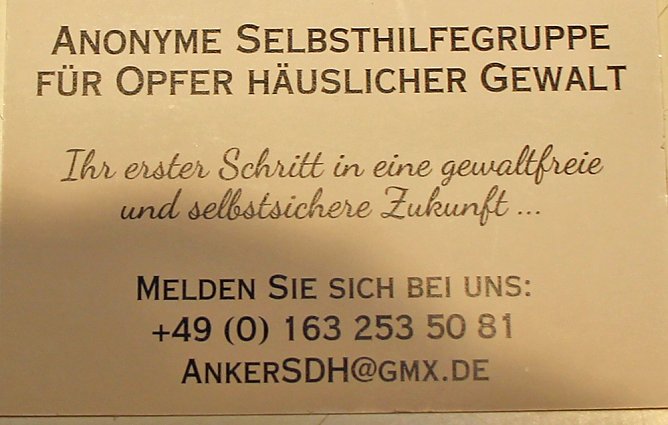 Anonyme Selbsthilfegruppe
für Opfer häuslicher Gewalt
Ihr erster Schritt in eine gewaltfreie
und selbstsichere Zukunft ...
Melden Sie sich bei uns:
+49 (0) 163 253 50 81
AnkerSDH@gmx.de